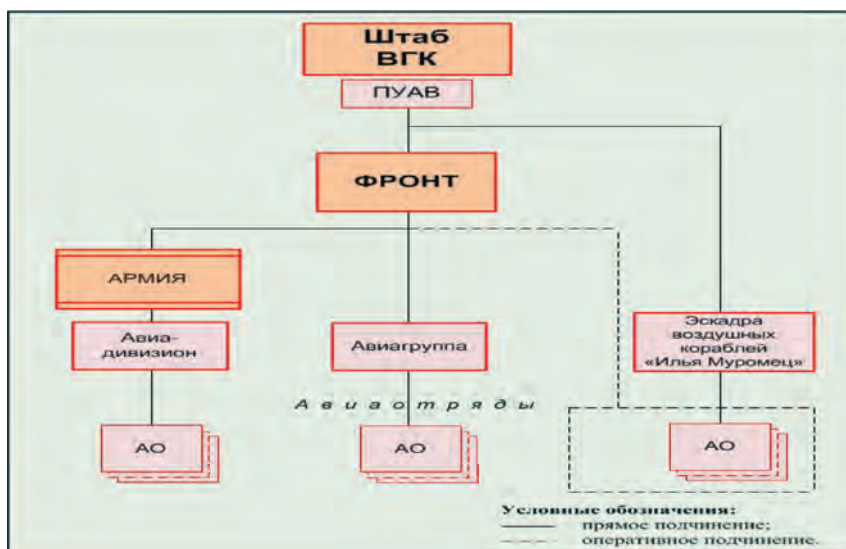 Штаб
ВГК
ПУАВ
ФРОНТ
АРМИЯ
Авиа-
дивизион
Авиагруппа
Эскадра
воздушных
кораблей
«Илья Муромец»
Авиаотряды
АО
АО
АО
Условные обозначения:
прямое подчинение;
оперативное подчинение.